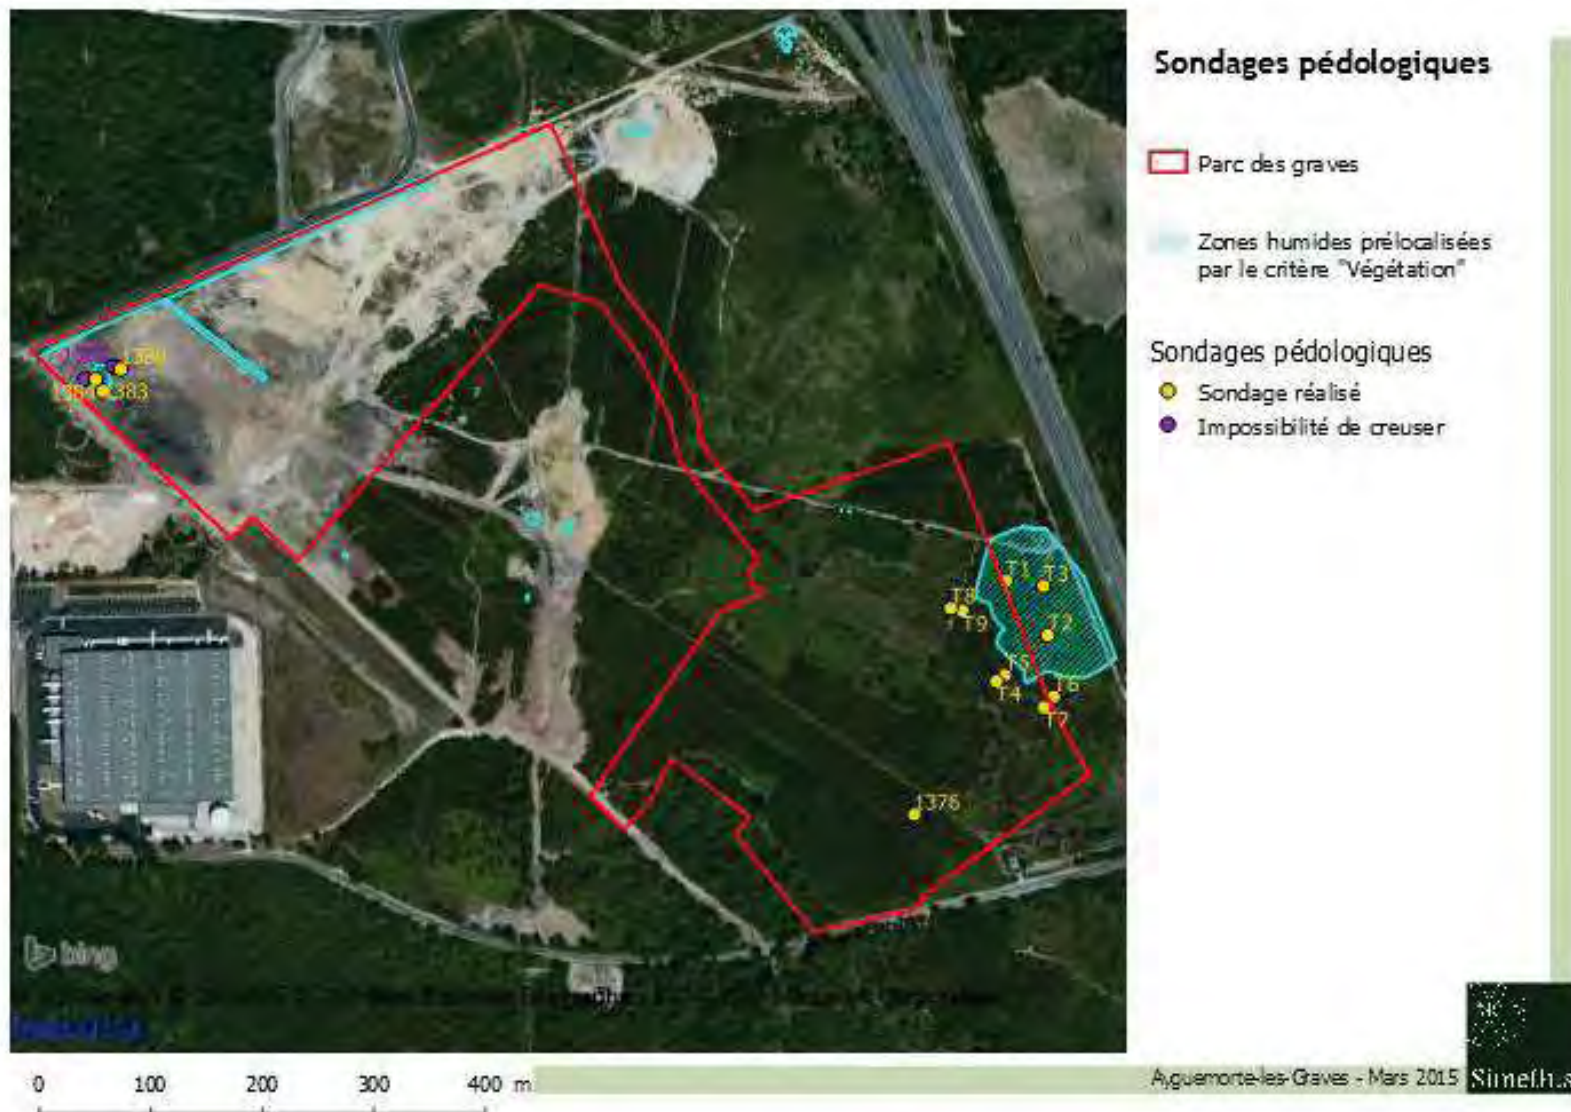 Sondages pédologiques
Parc des graves
Zones humides prélocalisées
par le critère "Végétation"
Sondages pédologiques
Sondage réalisé
Impossibilité de creuser
1380
383
T1
T3
T8
T9
T2
T5
T4
T6
T7
1376
bing
0 100 200 300 400 m
Ayguemorte-les-Graves - Mars 2015
Simethis